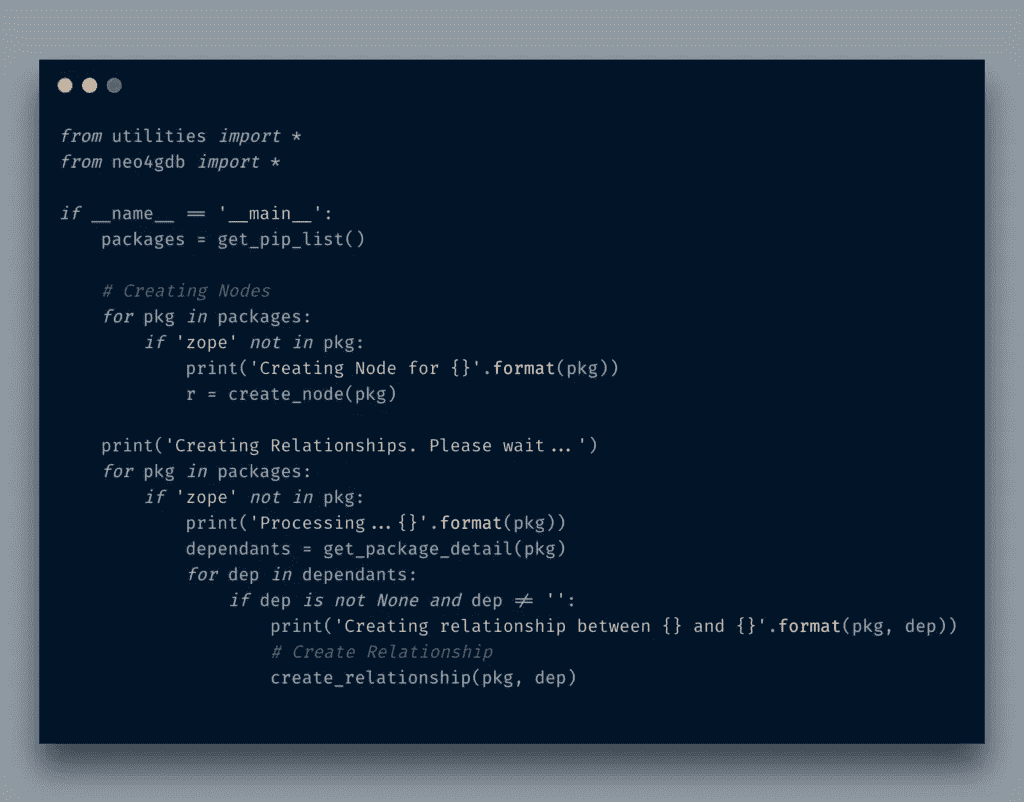 from utilities import *
from neo4gdb import *
if __name__ == '__main__':
    packages = get_pip_list()
    # Creating Nodes
    for pkg in packages:
        if 'zope' not in pkg:
            print('Creating Node for {}'.format(pkg))
            r = create_node(pkg)
    print('Creating Relationships. Please wait...')
    for pkg in packages:
        if 'zope' not in pkg:
            print('Processing...{}'.format(pkg))
            dependants = get_package_detail(pkg)
            for dep in dependants:
                if dep is not None and dep != '':
                    print('Creating relationship between {} and {}'.format(pkg, dep))
                    # Create Relationship
                    create_relationship(pkg, dep)